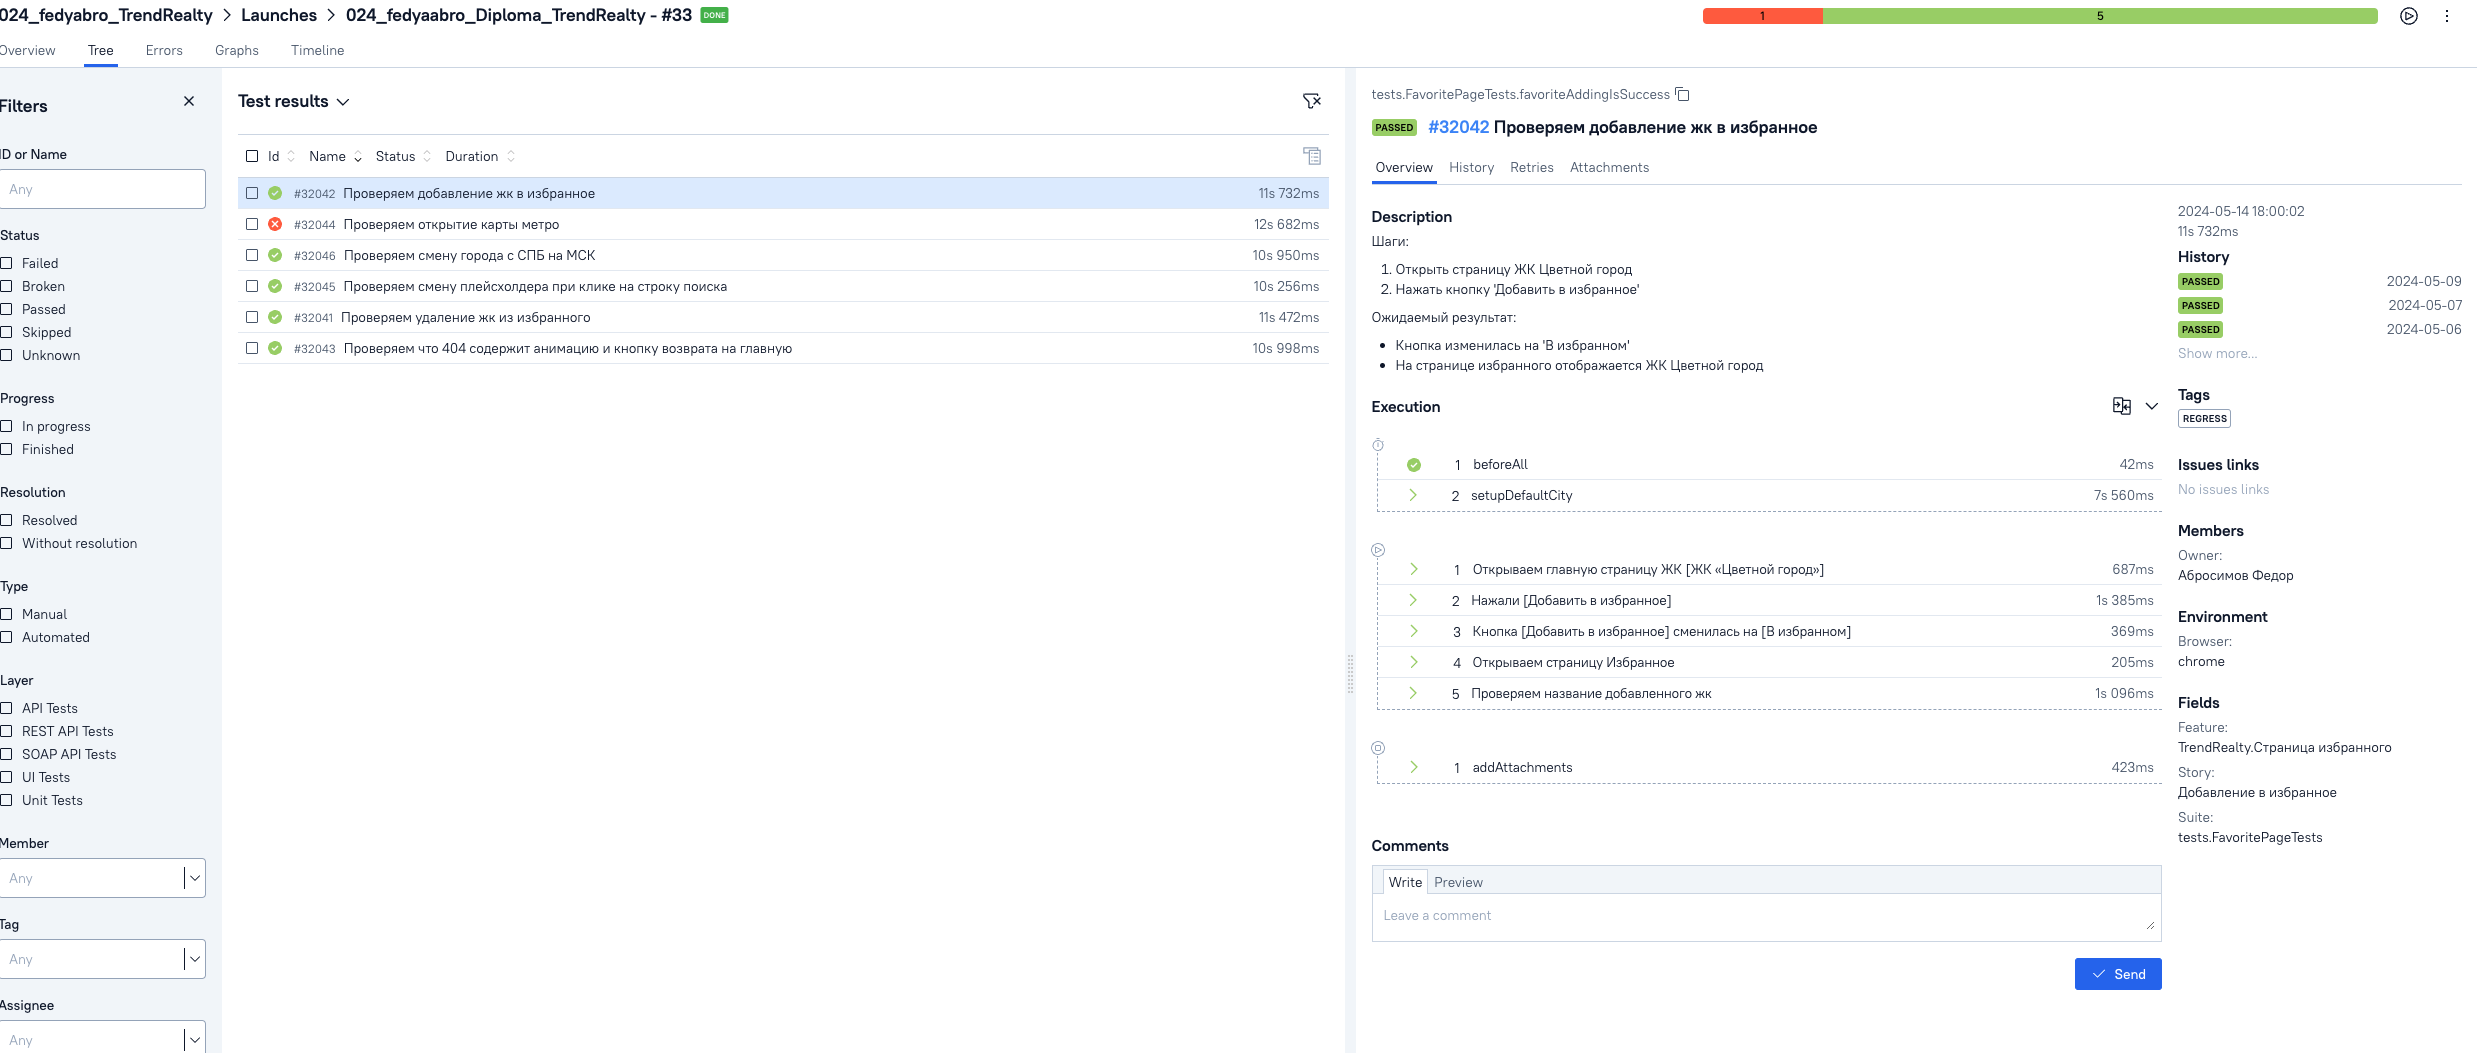 024_fedyabro_TrendRealty > Launches > 024_fedyaabro_Diploma_TrendRealty - #33 DONE
1 5
Overview Tree Errors Graphs Timeline
Filters
ID or Name
Any
Status
Failed
Broken
Passed
Skipped
Unknown
Progress
In progress
Finished
Resolution
Resolved
Without resolution
Type
Manual
Automated
Layer
API Tests
REST API Tests
SOAP API Tests
UI Tests
Unit Tests
Member
Any
Tag
Any
Assignee
Any
Test results
Id Name Status Duration
#32042 Проверяем добавление жк в избранное 11s 732ms
#32044 Проверяем открытие карты метро 12s 682ms
#32046 Проверяем смену города с СПБ на МСК 10s 950ms
#32045 Проверяем смену плейсхолдера при клике на строку поиска 10s 256ms
#32041 Проверяем удаление жк из избранного 11s 472ms
#32043 Проверяем что 404 содержит анимацию и кнопку возврата на главную 10s 998ms
tests.FavoritePageTests.favoriteAddingIsSuccess
PASSED #32042 Проверяем добавление жк в избранное
Overview History Retries Attachments
Description
Шаги:
1. Открыть страницу ЖК Цветной город
2. Нажать кнопку 'Добавить в избранное'
Ожидаемый результат:
• Кнопка изменилась на 'В избранном'
• На странице избранного отображается ЖК Цветной город
Execution
1 beforeAll 42ms
2 setupDefaultCity 7s 560ms
1 Открываем главную страницу ЖК [ЖК «Цветной город»] 687ms
2 Нажали [Добавить в избранное] 1s 385ms
3 Кнопка [Добавить в избранное] сменилась на [В избранном] 369ms
4 Открываем страницу Избранное 205ms
5 Проверяем название добавленного жк 1s 096ms
1 addAttachments 423ms
Comments
Write Preview
Leave a comment
Send
2024-05-14 18:00:02
11s 732ms
History
PASSED 2024-05-09
PASSED 2024-05-07
PASSED 2024-05-06
Show more...
Tags
REGRESS
Issues links
No issues links
Members
Owner:
Абросимов Федор
Environment
Browser:
chrome
Fields
Feature:
TrendRealty.Страница избранного
Story:
Добавление в избранное
Suite:
tests.FavoritePageTests